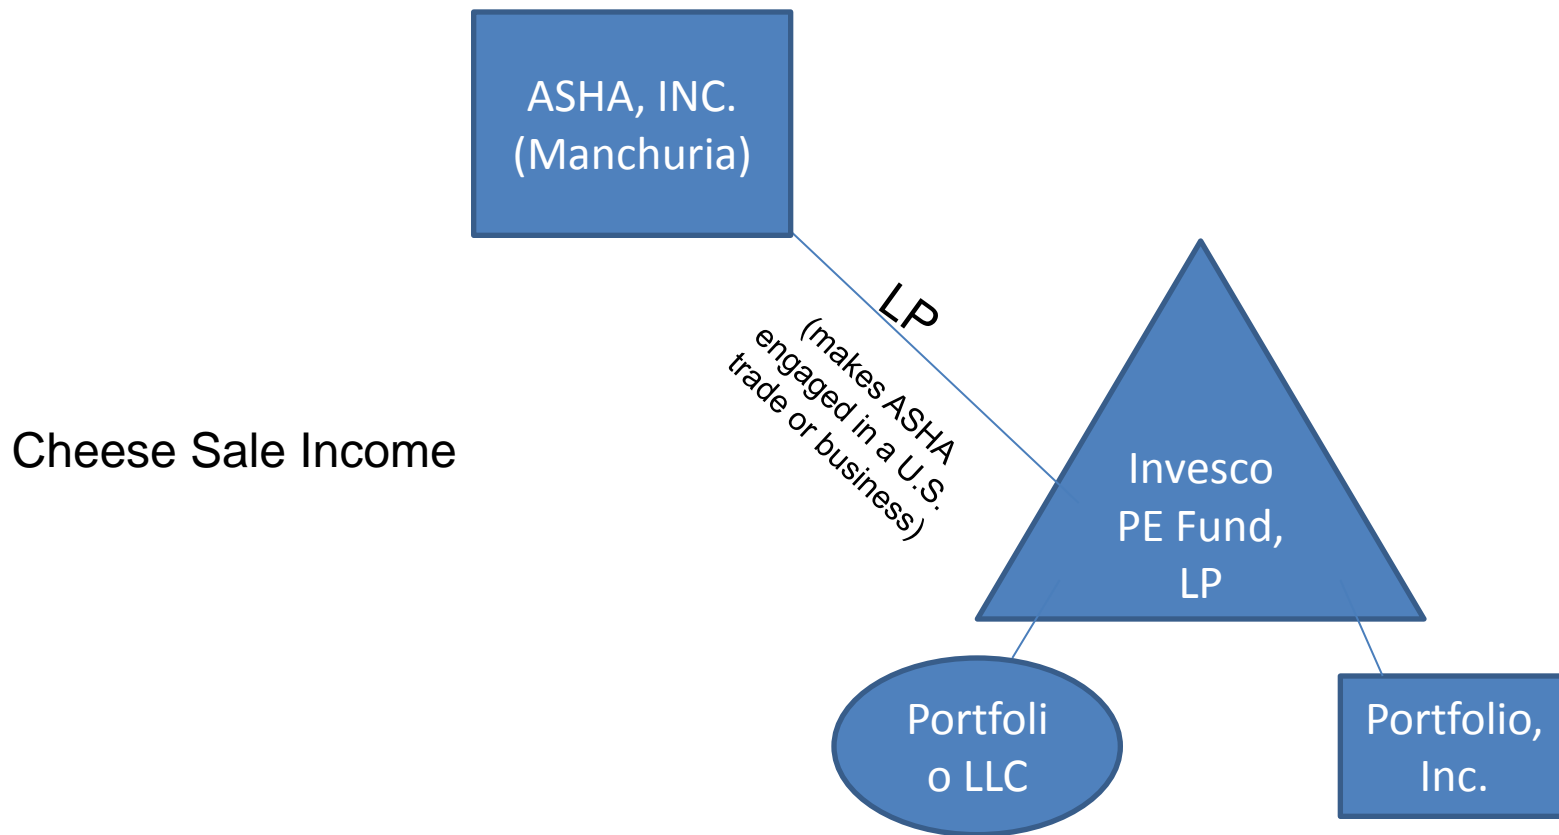 ASHA, INC.
(Manchuria)
LP
(makes ASHA
engaged in a U.S.
trade or business)
Cheese Sale Income
Invesco
PE Fund,
LP
Portfoli
o LLC
Portfolio,
Inc.